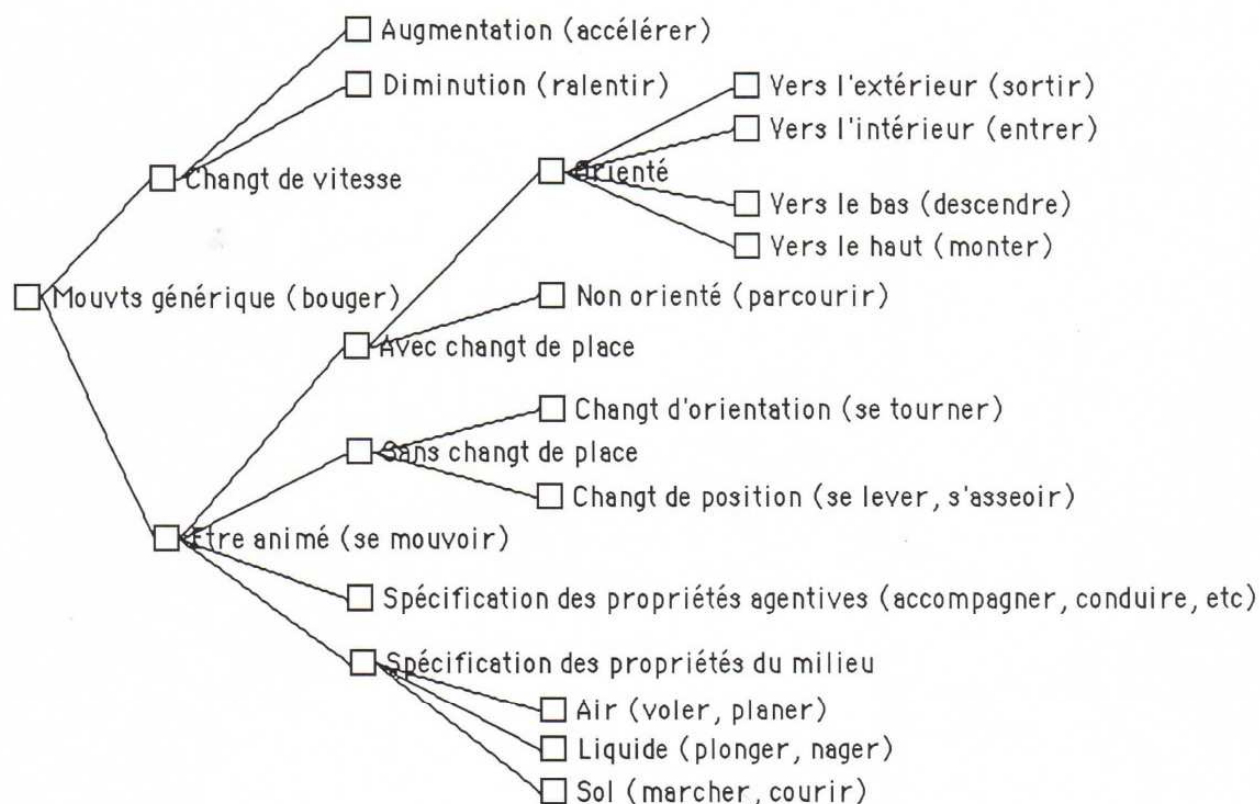 Augmentation (accélérer)
Diminution (ralentir)
Vers l'extérieur (sortir)
Vers l'intérieur (entrer)
Orienté
Changt de vitesse
Vers le bas (descendre)
Vers le haut (monter)
Mouvts générique (bouger)
Non orienté (parcourir)
Avec changt de place
Changt d'orientation (se tourner)
Sans changt de place
Changt de position (se lever, s'asseoir)
Etre animé (se mouvoir)
Spécification des propriétés agentives (accompagner, conduire, etc)
Spécification des propriétés du milieu
Air (voler, planer)
Liquide (plonger, nager)
Sol (marcher, courir)